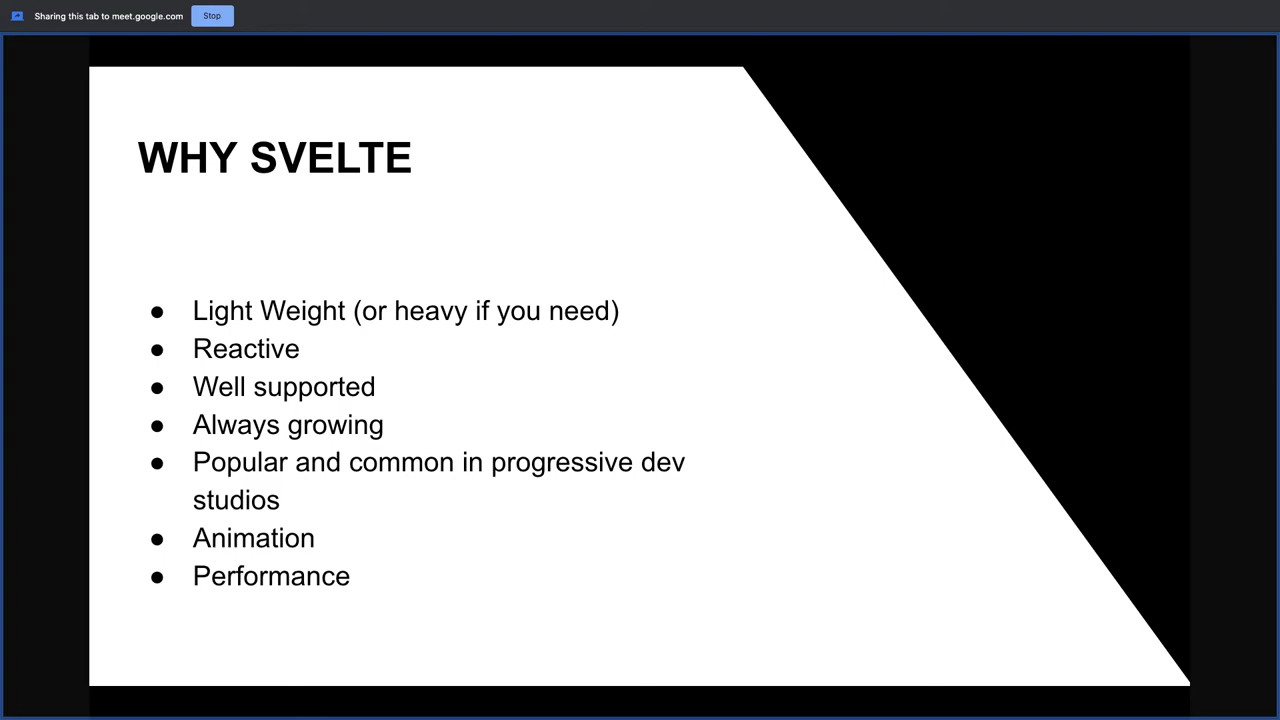 Sharing this tab to meet.google.com Stop
WHY SVELTE
● Light Weight (or heavy if you need)
● Reactive
● Well supported
● Always growing
● Popular and common in progressive dev
studios
● Animation
● Performance